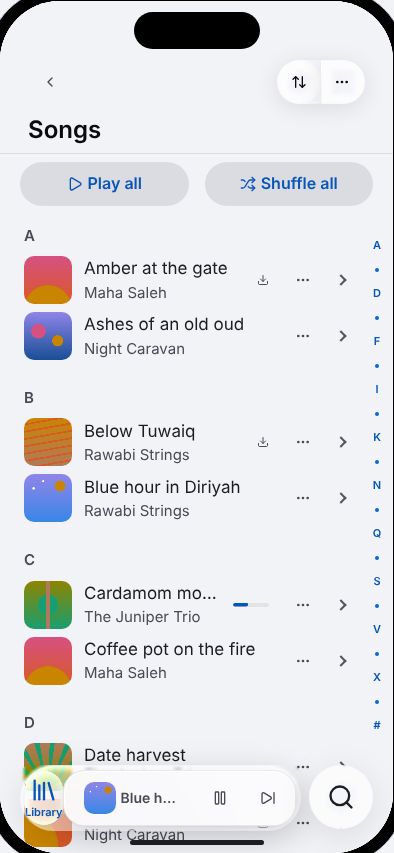 Songs
Play all
Shuffle all
A
Amber at the gate
Maha Saleh
Ashes of an old oud
Night Caravan
B
Below Tuwaiq
Rawabi Strings
Blue hour in Diriyah
Rawabi Strings
C
Cardamom mo...
The Juniper Trio
Coffee pot on the fire
Maha Saleh
D
Date harvest
Night Caravan
Library
Blue h...
A
D
F
I
K
N
Q
S
V
X
#